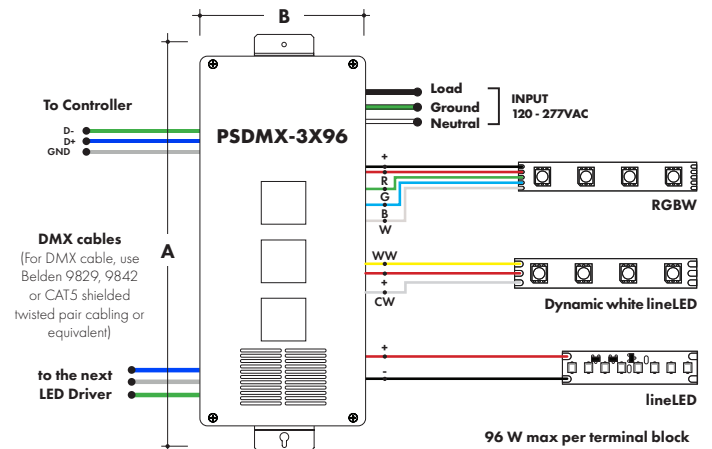 B
To Controller
D-
D+
GND
PSDMX-3X96
Load
Ground
Neutral
INPUT
120 - 277VAC
+
R
G
B
W
RGBW
DMX cables
(For DMX cable, use
Belden 9829, 9842
or CAT5 shielded
twisted pair cabling or
equivalent)
A
WW
+
CW
Dynamic white lineLED
to the next
LED Driver
+
-
lineLED
96 W max per terminal block